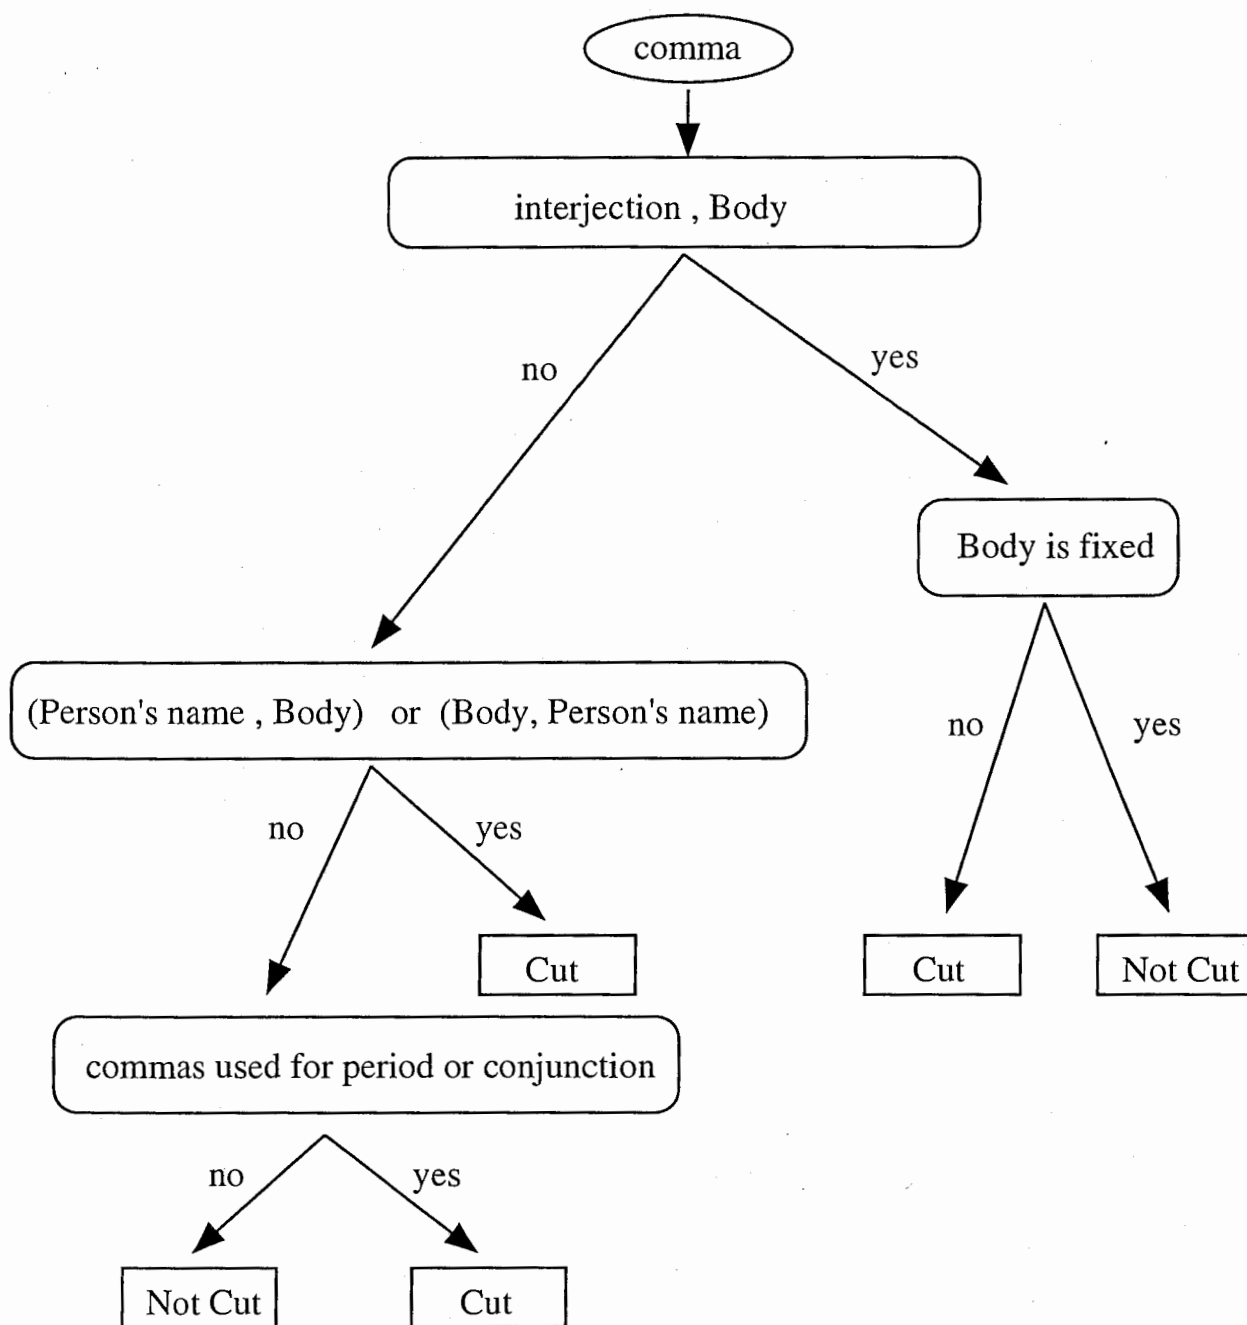 comma
interjection , Body
no
yes
Body is fixed
(Person's name , Body) or (Body, Person's name)
no
yes
no
yes
Cut
Cut
Not Cut
commas used for period or conjunction
no
yes
Not Cut
Cut